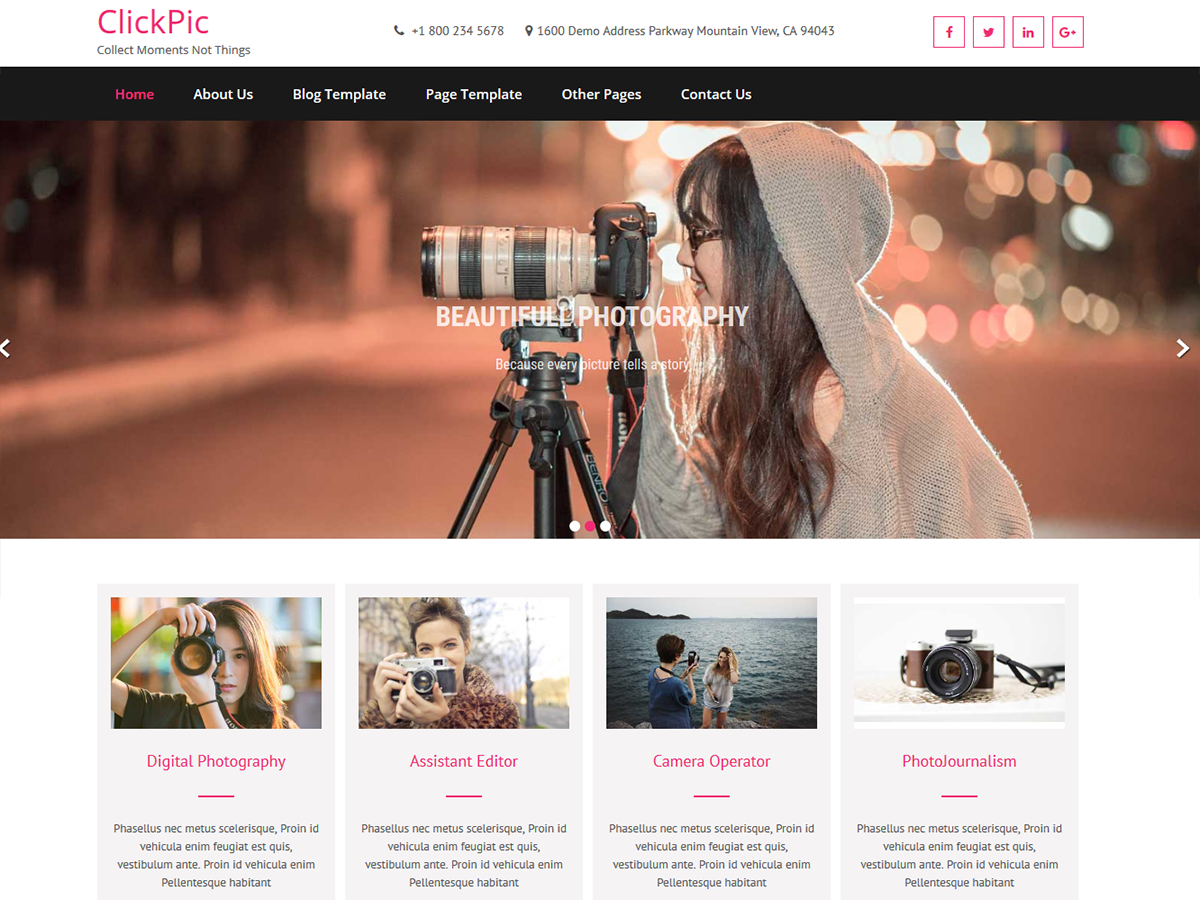 ClickPic
Collect Moments Not Things
+1 800 234 5678
1600 Demo Address Parkway Mountain View, CA 94043
f
in
G+
Home About Us Blog Template Page Template Other Pages Contact Us
BEAUTIFULL PHOTOGRAPHY
Because every picture tells a story
BENRO
Digital Photography
Assistant Editor
Camera Operator
PhotoJournalism
Phasellus nec metus scelerisque, Proin id
vehicula enim feugiat est quis,
vestibulum ante. Proin id vehicula enim
Pellentesque habitant
Phasellus nec metus scelerisque, Proin id
vehicula enim feugiat est quis,
vestibulum ante. Proin id vehicula enim
Pellentesque habitant
Phasellus nec metus scelerisque, Proin id
vehicula enim feugiat est quis,
vestibulum ante. Proin id vehicula enim
Pellentesque habitant
Phasellus nec metus scelerisque, Proin id
vehicula enim feugiat est quis,
vestibulum ante. Proin id vehicula enim
Pellentesque habitant